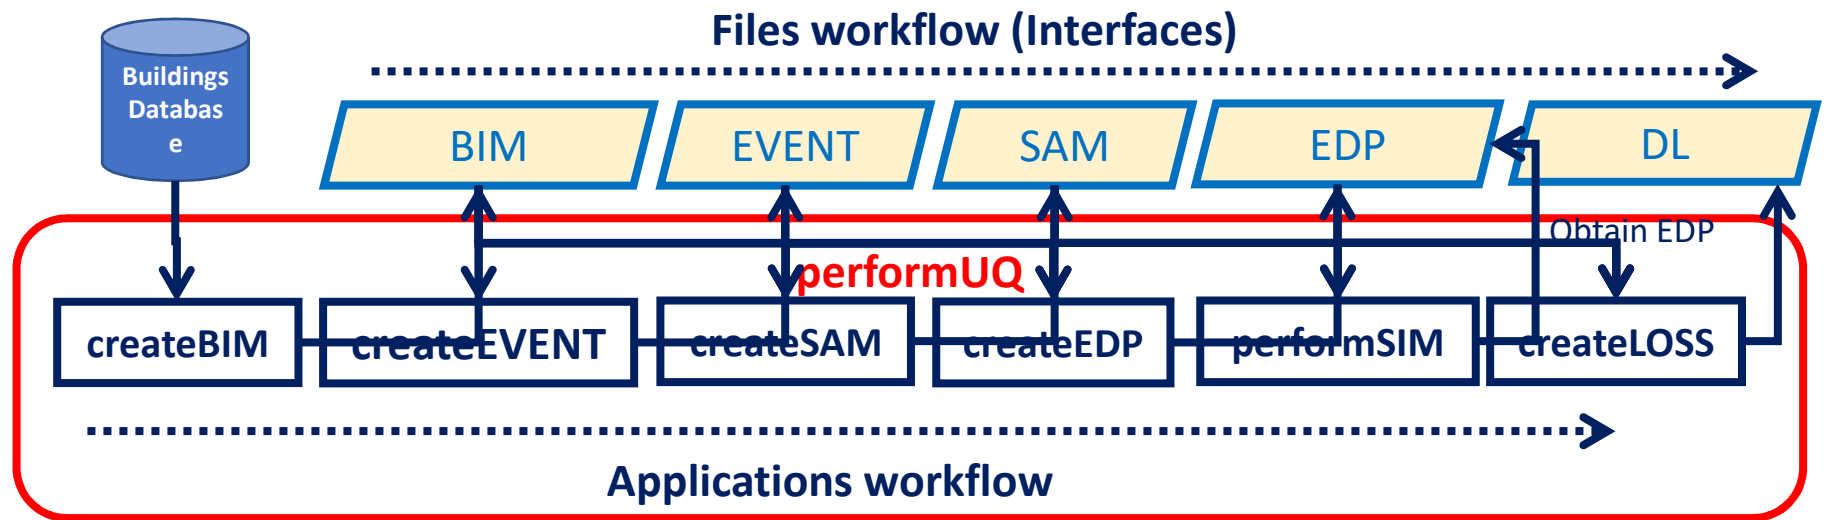 Files workflow (Interfaces)
Buildings
Databas
e
BIM
EVENT
SAM
EDP
DL
Obtain EDP
performUQ
createBIM
createEVENT
createSAM
createEDP
performSIM
createLOSS
Applications workflow